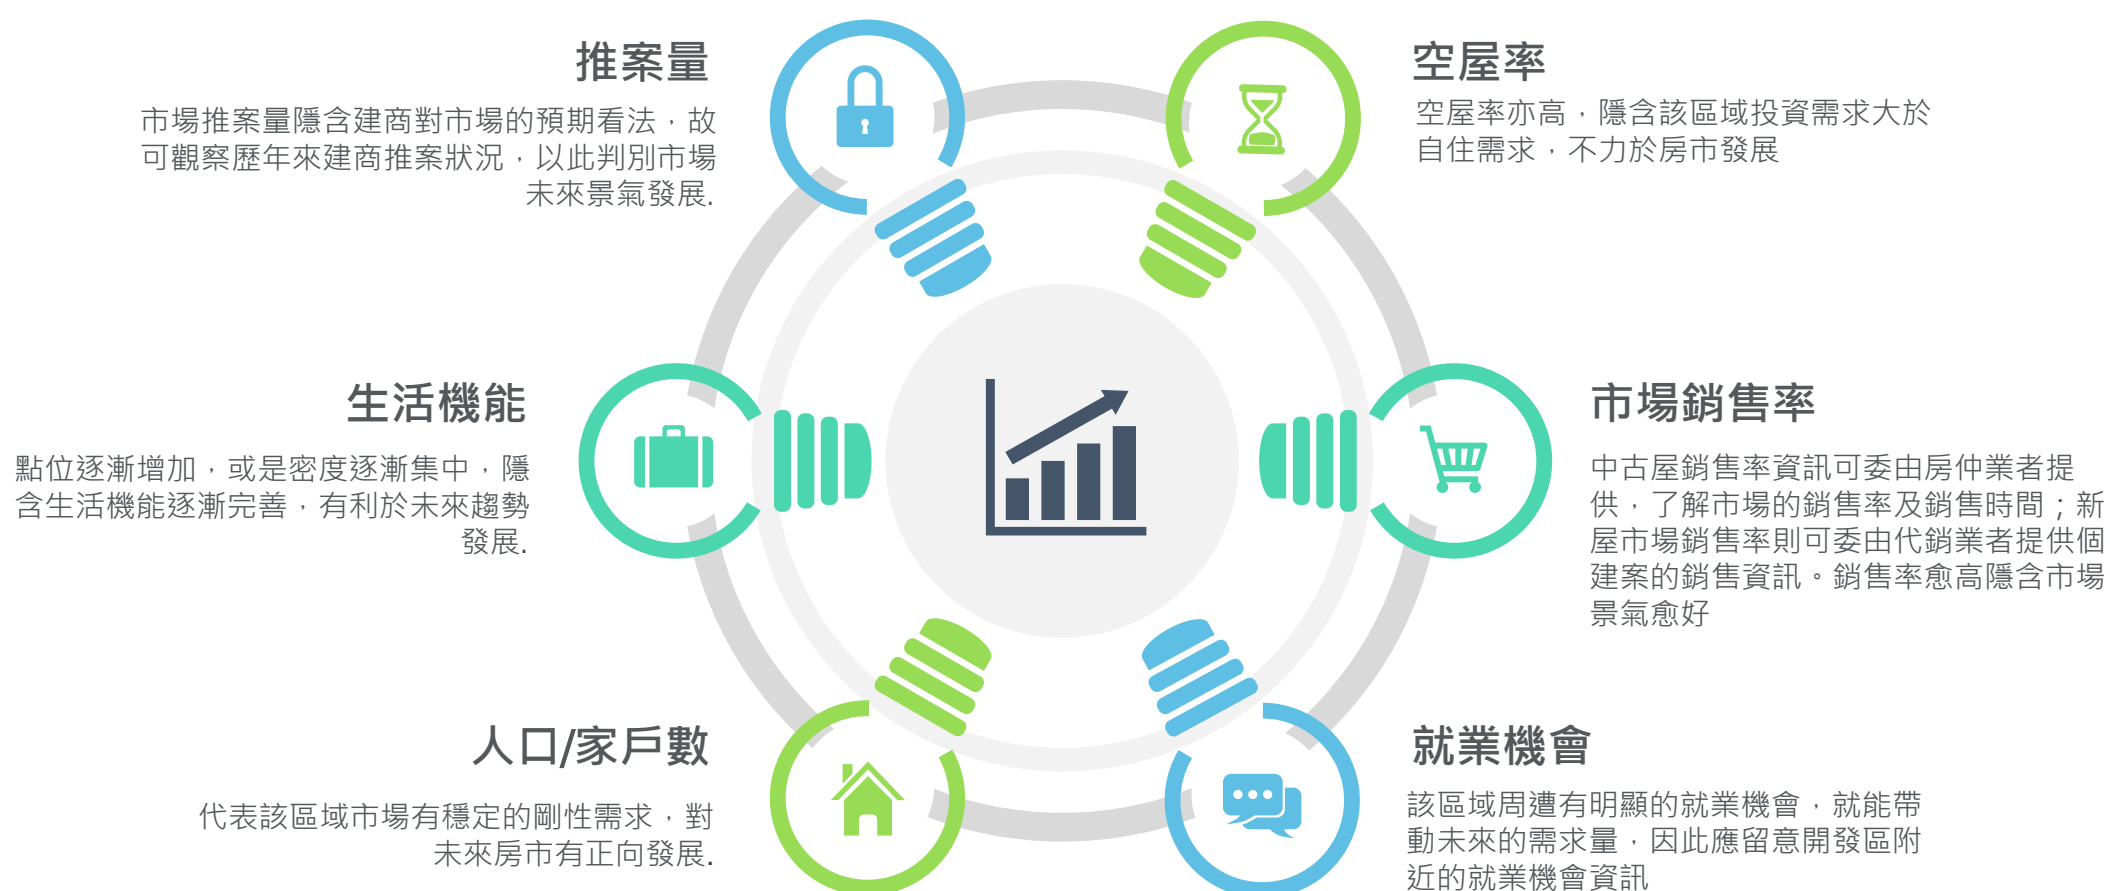 推案量
市場推案量隱含建商對市場的預期看法，故
可觀察歷年來建商推案狀況，以此判別市場
未來景氣發展.
空屋率
空屋率亦高，隱含該區域投資需求大於
自住需求，不力於房市發展
生活機能
點位逐漸增加，或是密度逐漸集中，隱
含生活機能逐漸完善，有利於未來趨勢
發展.
市場銷售率
中古屋銷售率資訊可委由房仲業者提
供，了解市場的銷售率及銷售時間；新
屋市場銷售率則可委由代銷業者提供個
建案的銷售資訊。銷售率愈高隱含市場
景氣愈好
人口/家戶數
代表該區域市場有穩定的剛性需求，對
未來房市有正向發展.
就業機會
該區域周遭有明顯的就業機會，就能帶
動未來的需求量，因此應留意開發區附
近的就業機會資訊